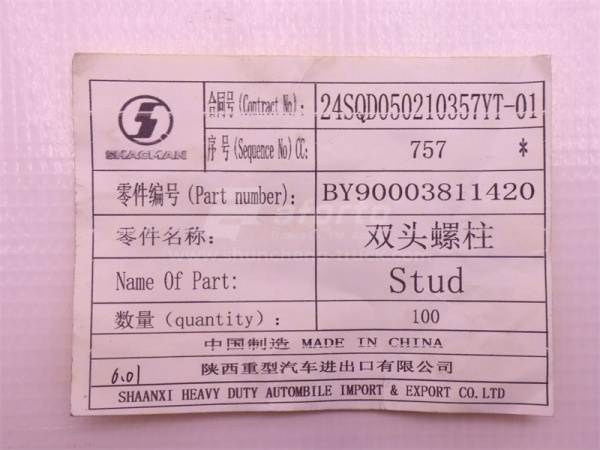 合同号(Contract No): 24SQD050210357YT-01
SHACMAN
序号(Sequence No)CC: 757 *
零件编号(Part number): BY90003811420
零件名称: 双头螺柱
Name Of Part: Stud
数量(quantity): 100
中国制造 MADE IN CHINA
6.01 陕西重型汽车进出口有限公司
SHAANXI HEAVY DUTY AUTOMBILE IMPORT & EXPORT CO.LTD